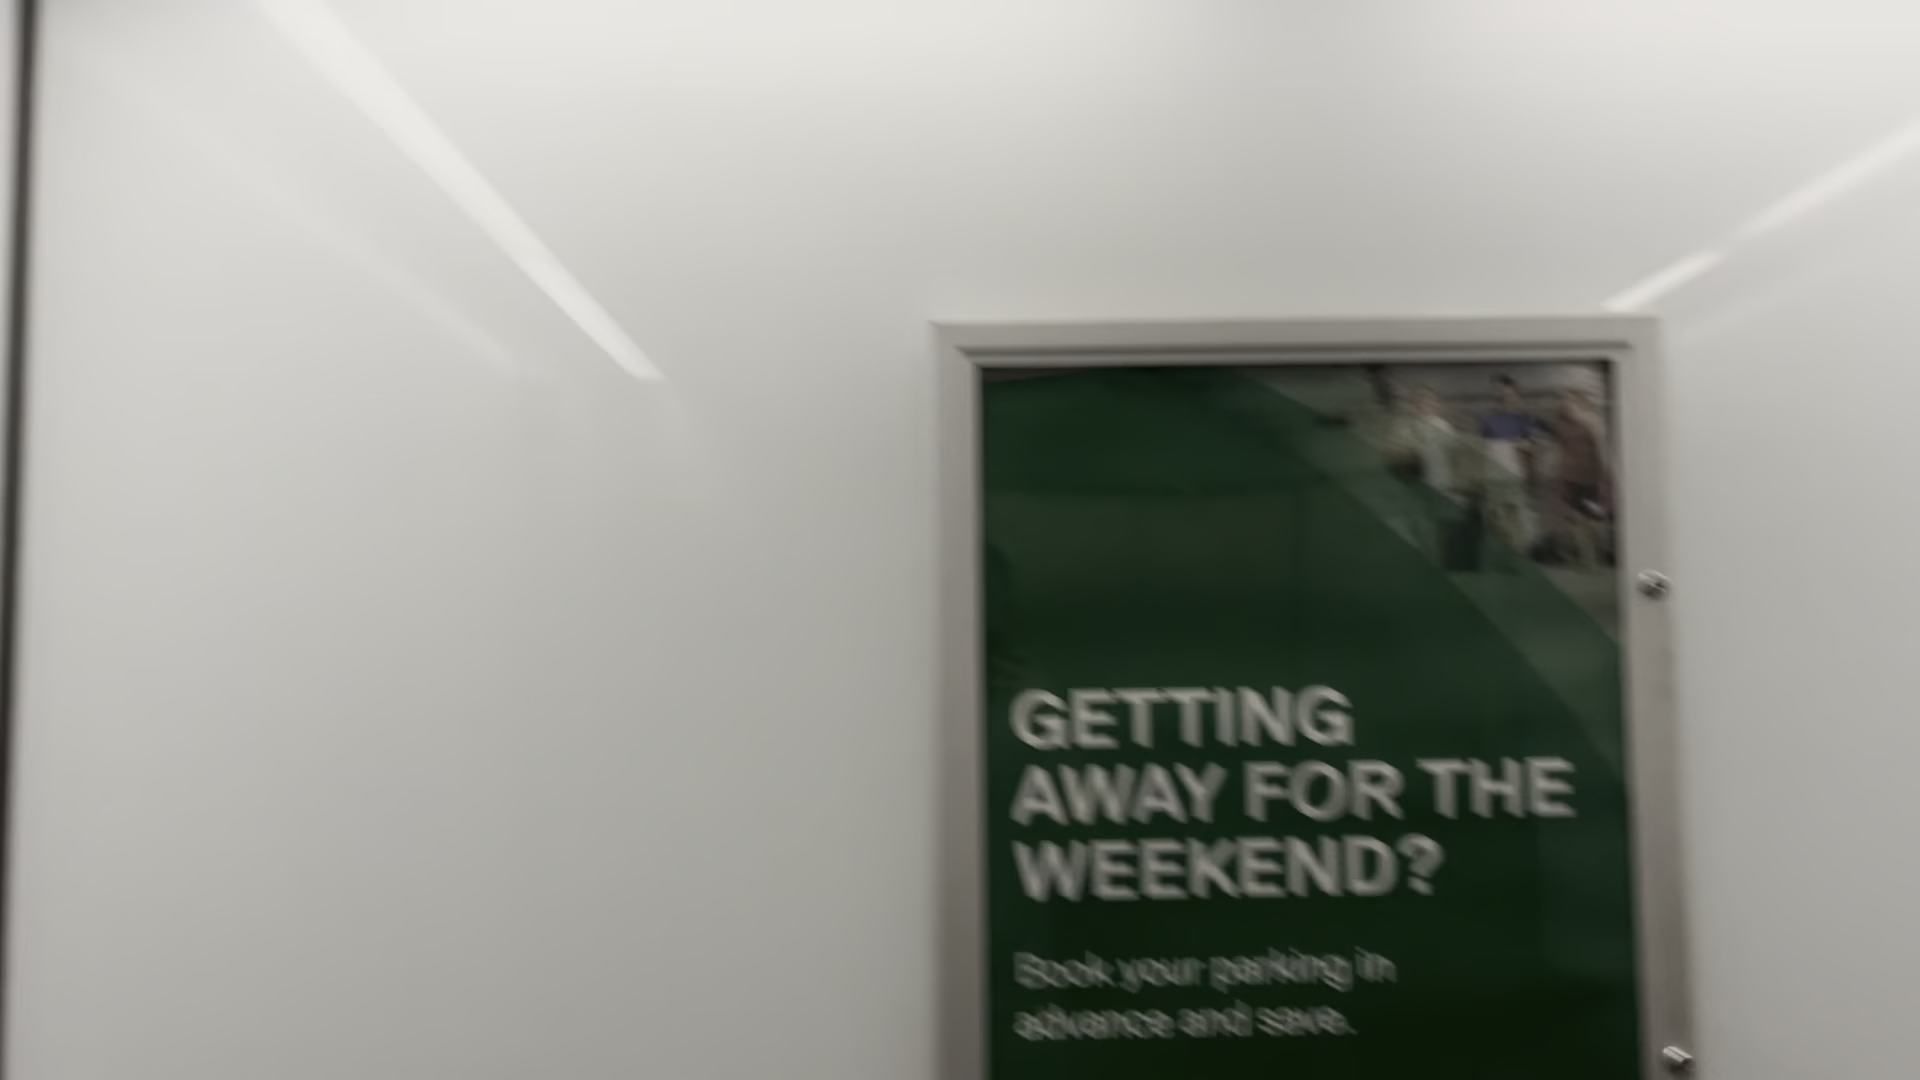 GETTING
AWAY FOR THE
WEEKEND?
Book your parking in
advance and save.